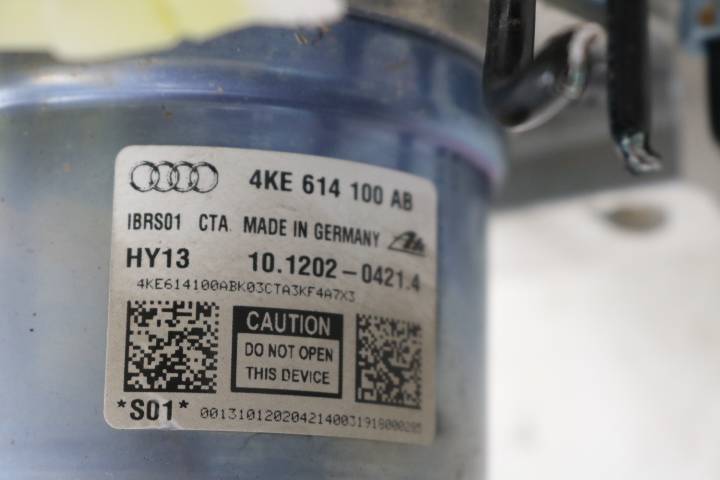 4KE 614 100 AB
IBRS01 CTA MADE IN GERMANY Ate
HY13 10.1202-0421.4
4KE614100ABK03CTA3KF4A7X3
CAUTION
DO NOT OPEN
THIS DEVICE
*S01*